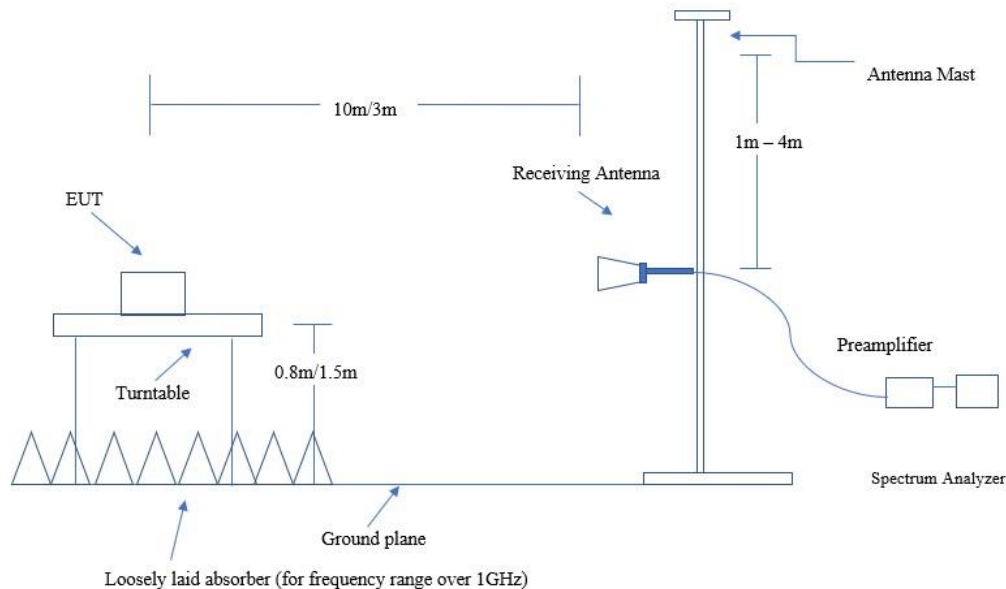 Antenna Mast
10m/3m
1m – 4m
Receiving Antenna
EUT
Preamplifier
0.8m/1.5m
Turntable
Spectrum Analyzer
Ground plane
Loosely laid absorber (for frequency range over 1GHz)